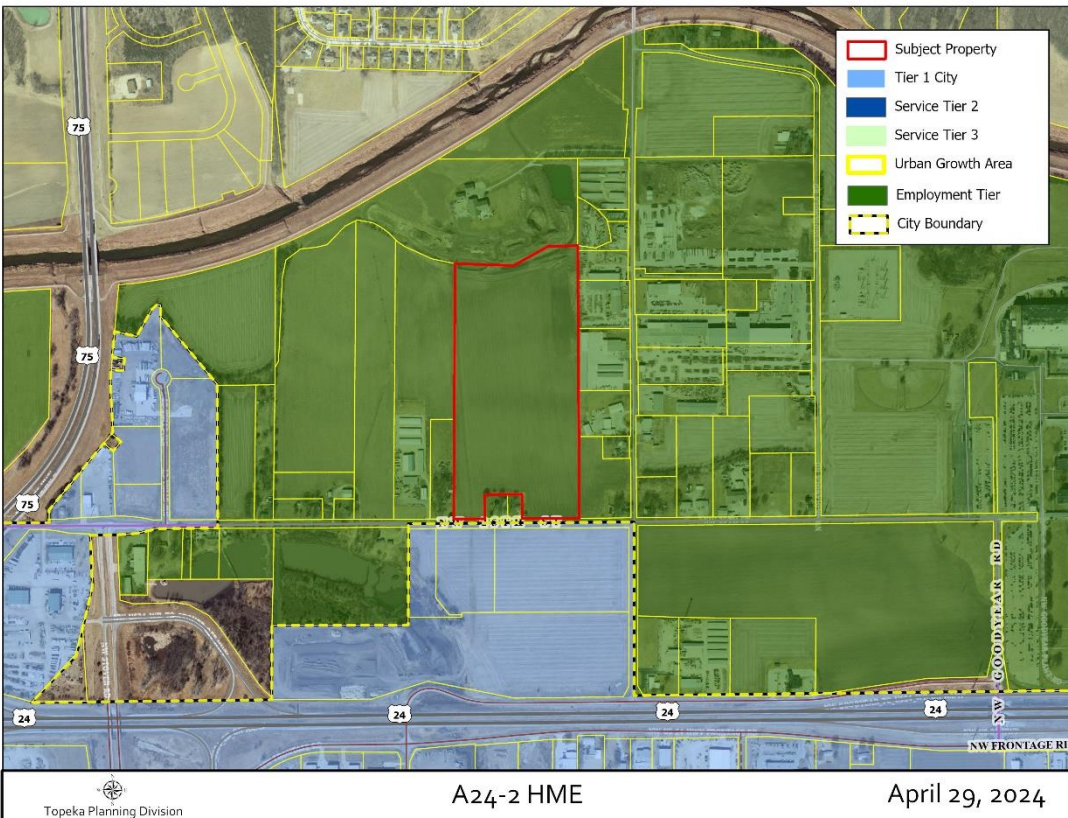 Subject Property
Tier 1 City
Service Tier 2
Service Tier 3
Urban Growth Area
Employment Tier
City Boundary
75
75
75
24
24
24
24
NW GOODYEAR RD
NW FRONTAGE
Topeka Planning Division
A24-2 HME
April 29, 2024